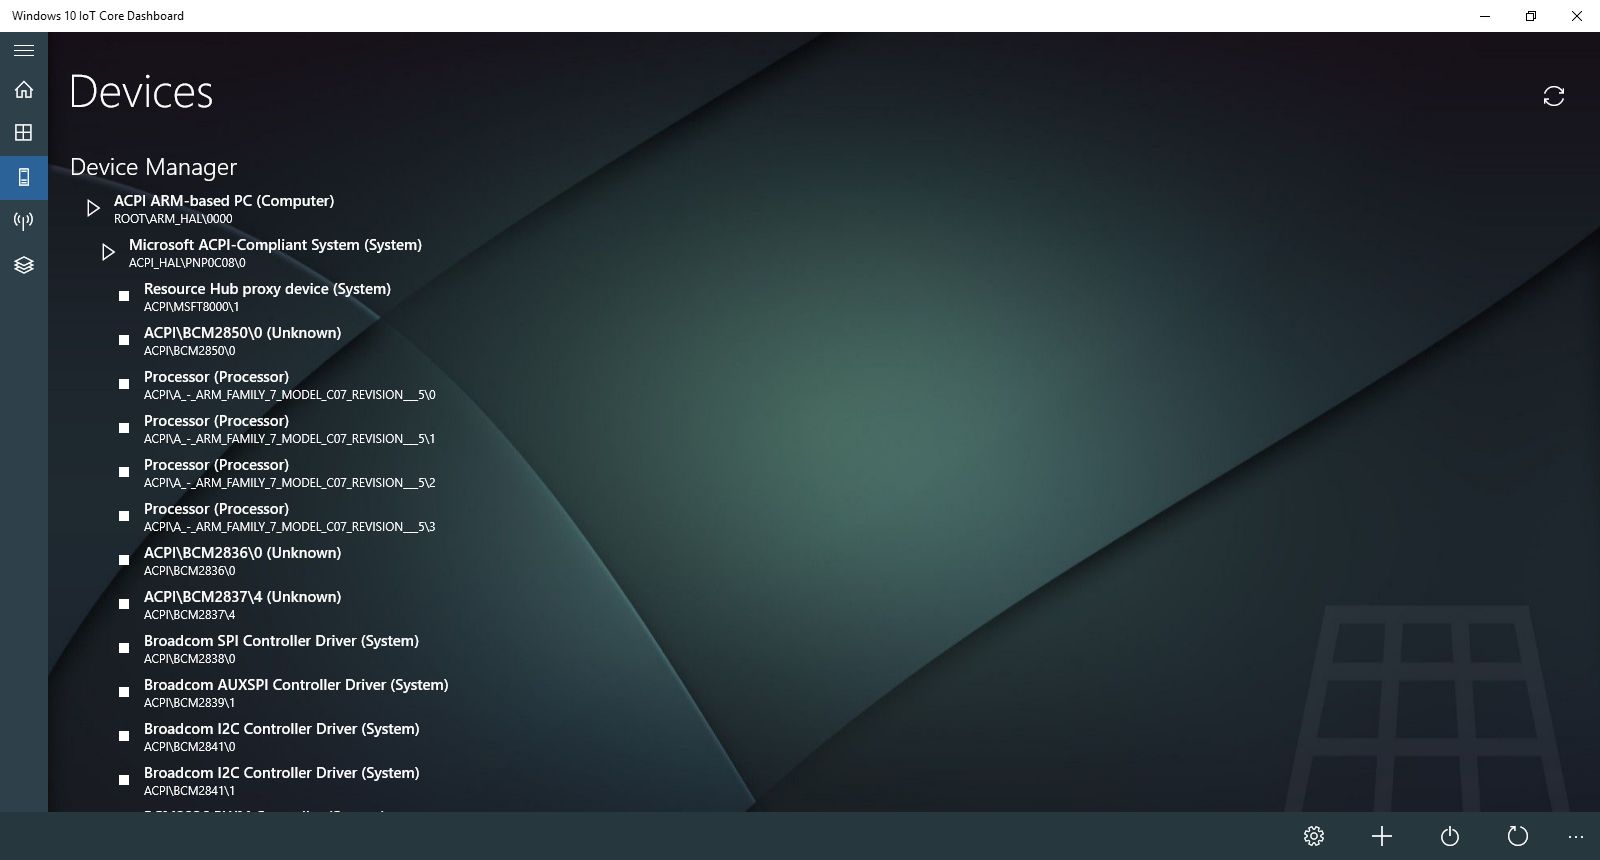 Windows 10 IoT Core Dashboard
Devices
Device Manager
ACPI ARM-based PC (Computer)
ROOT\ARM_HAL\0000
Microsoft ACPI-Compliant System (System)
ACPI_HAL\PNP0C08\0
Resource Hub proxy device (System)
ACPI\MSFT8000\1
ACPI\BCM2850\0 (Unknown)
ACPI\BCM2850\0
Processor (Processor)
ACPI\A_-_ARM_FAMILY_7_MODEL_C07_REVISION___5\0
Processor (Processor)
ACPI\A_-_ARM_FAMILY_7_MODEL_C07_REVISION___5\1
Processor (Processor)
ACPI\A_-_ARM_FAMILY_7_MODEL_C07_REVISION___5\2
Processor (Processor)
ACPI\A_-_ARM_FAMILY_7_MODEL_C07_REVISION___5\3
ACPI\BCM2836\0 (Unknown)
ACPI\BCM2836\0
ACPI\BCM2837\4 (Unknown)
ACPI\BCM2837\4
Broadcom SPI Controller Driver (System)
ACPI\BCM2838\0
Broadcom AUXSPI Controller Driver (System)
ACPI\BCM2839\1
Broadcom I2C Controller Driver (System)
ACPI\BCM2841\0
Broadcom I2C Controller Driver (System)
ACPI\BCM2841\1